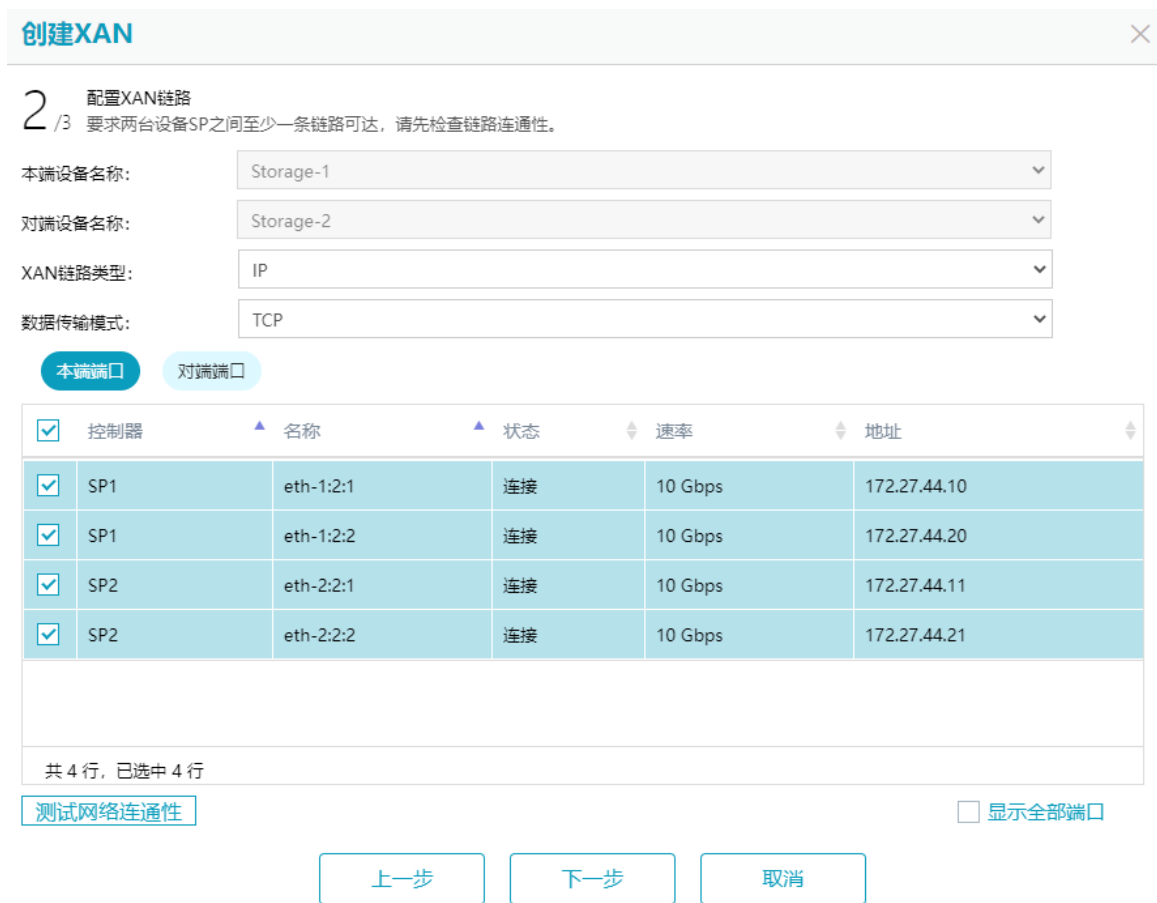 创建XAN
2/3 配置XAN链路
要求两台设备SP之间至少一条链路可达，请先检查链路连通性。
本端设备名称： Storage-1
对端设备名称： Storage-2
XAN链路类型： IP
数据传输模式： TCP
本端端口 对端端口
控制器 名称 状态 速率 地址
SP1 eth-1:2:1 连接 10 Gbps 172.27.44.10
SP1 eth-1:2:2 连接 10 Gbps 172.27.44.20
SP2 eth-2:2:1 连接 10 Gbps 172.27.44.11
SP2 eth-2:2:2 连接 10 Gbps 172.27.44.21
共 4 行，已选中 4 行
测试网络连通性 显示全部端口
上一步 下一步 取消